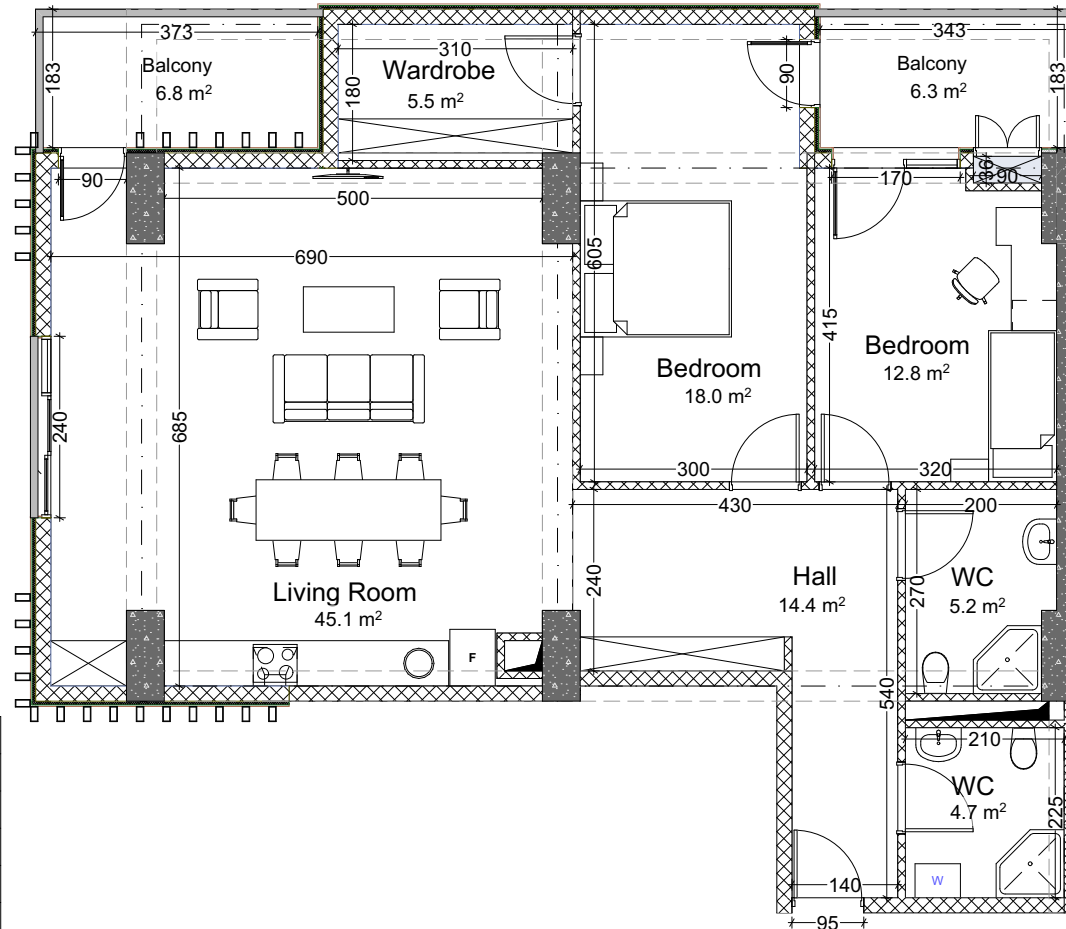 373
310
343
Balcony
6.8 m²
Wardrobe
5.5 m²
Balcony
6.3 m²
183
180
90
183
90
500
170
36
90
690
605
415
Bedroom
12.8 m²
Bedroom
18.0 m²
240
685
300
320
430
200
Living Room
45.1 m²
240
Hall
14.4 m²
270
WC
5.2 m²
F
540
210
WC
4.7 m²
225
W
140
95